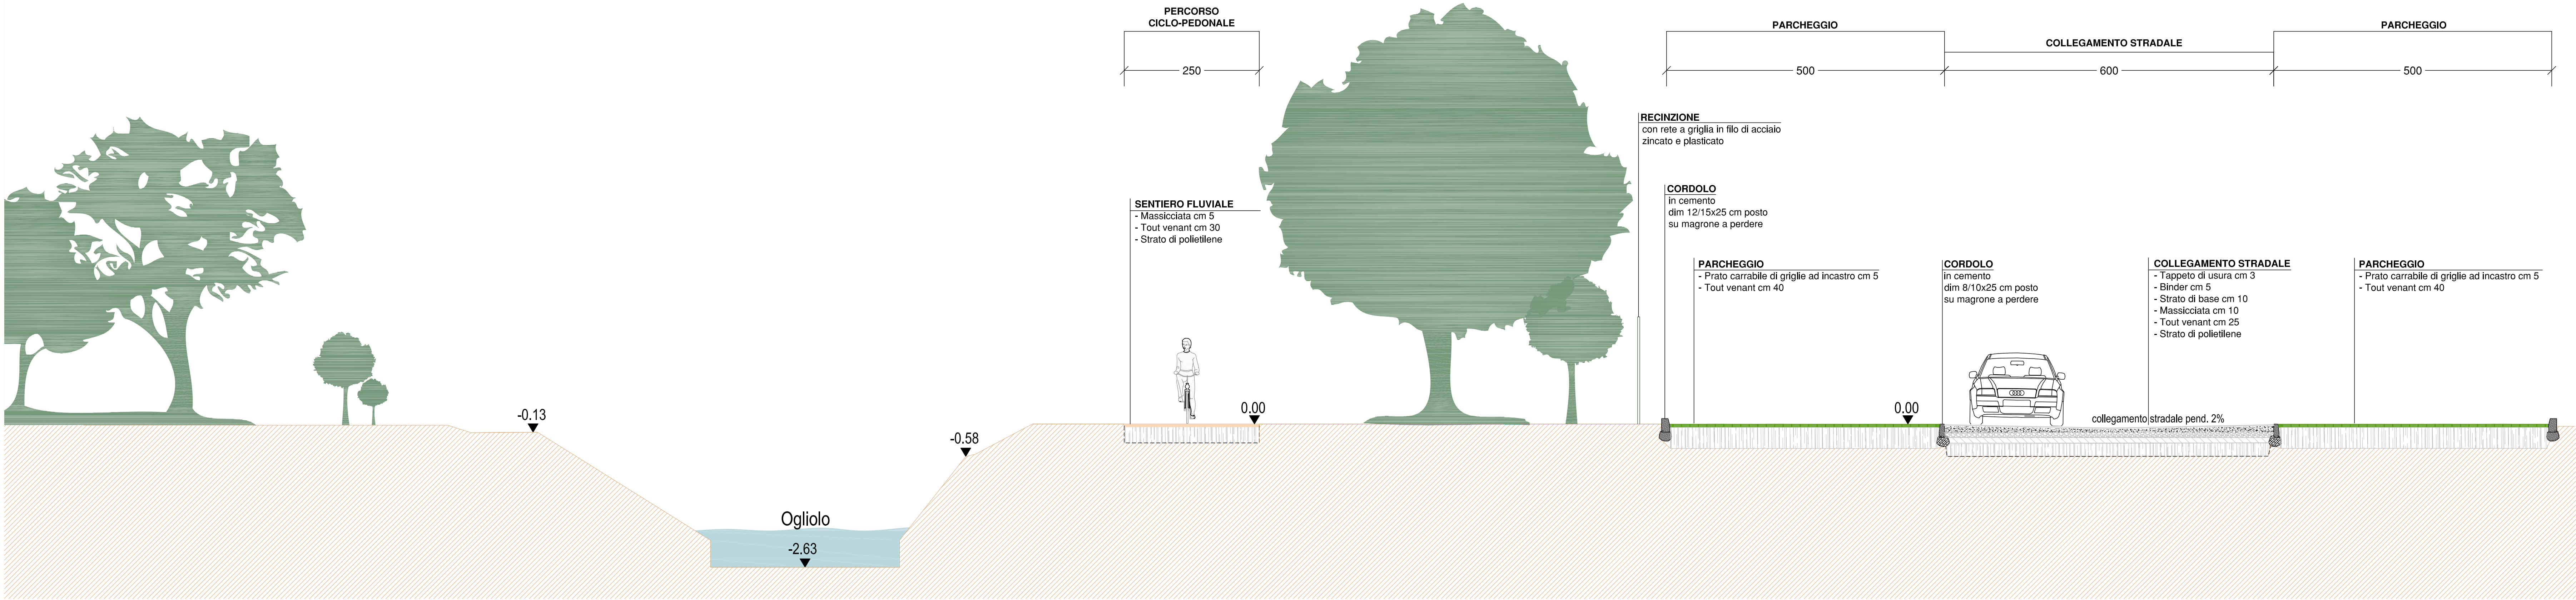 PERCORSO
CICLO-PEDONALE
250
PARCHEGGIO
500
COLLEGAMENTO STRADALE
600
PARCHEGGIO
500
RECINZIONE
con rete a griglia in filo di acciaio
zincato e plasticato
CORDOLO
in cemento
dim 12/15x25 cm posto
su magrone a perdere
SENTIERO FLUVIALE
- Massicciata cm 5
- Tout venant cm 30
- Strato di polietilene
PARCHEGGIO
- Prato carrabile di griglie ad incastro cm 5
- Tout venant cm 40
CORDOLO
in cemento
dim 8/10x25 cm posto
su magrone a perdere
COLLEGAMENTO STRADALE
- Tappeto di usura cm 3
- Binder cm 5
- Strato di base cm 10
- Massicciata cm 10
- Tout venant cm 25
- Strato di polietilene
PARCHEGGIO
- Prato carrabile di griglie ad incastro cm 5
- Tout venant cm 40
-0.13
-0.58
0.00
0.00
collegamento stradale pend. 2%
Ogliolo
-2.63